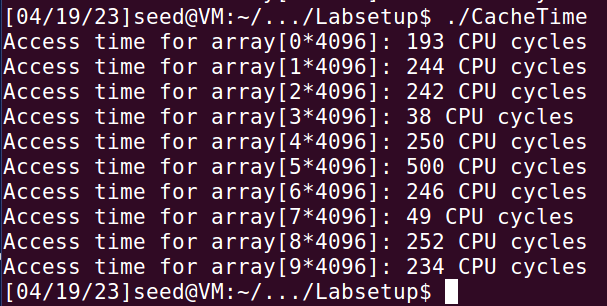 [04/19/23]seed@VM:~/.../Labsetup$ ./CacheTime
Access time for array[0*4096]: 193 CPU cycles
Access time for array[1*4096]: 244 CPU cycles
Access time for array[2*4096]: 242 CPU cycles
Access time for array[3*4096]: 38 CPU cycles
Access time for array[4*4096]: 250 CPU cycles
Access time for array[5*4096]: 500 CPU cycles
Access time for array[6*4096]: 246 CPU cycles
Access time for array[7*4096]: 49 CPU cycles
Access time for array[8*4096]: 252 CPU cycles
Access time for array[9*4096]: 234 CPU cycles
[04/19/23]seed@VM:~/.../Labsetup$